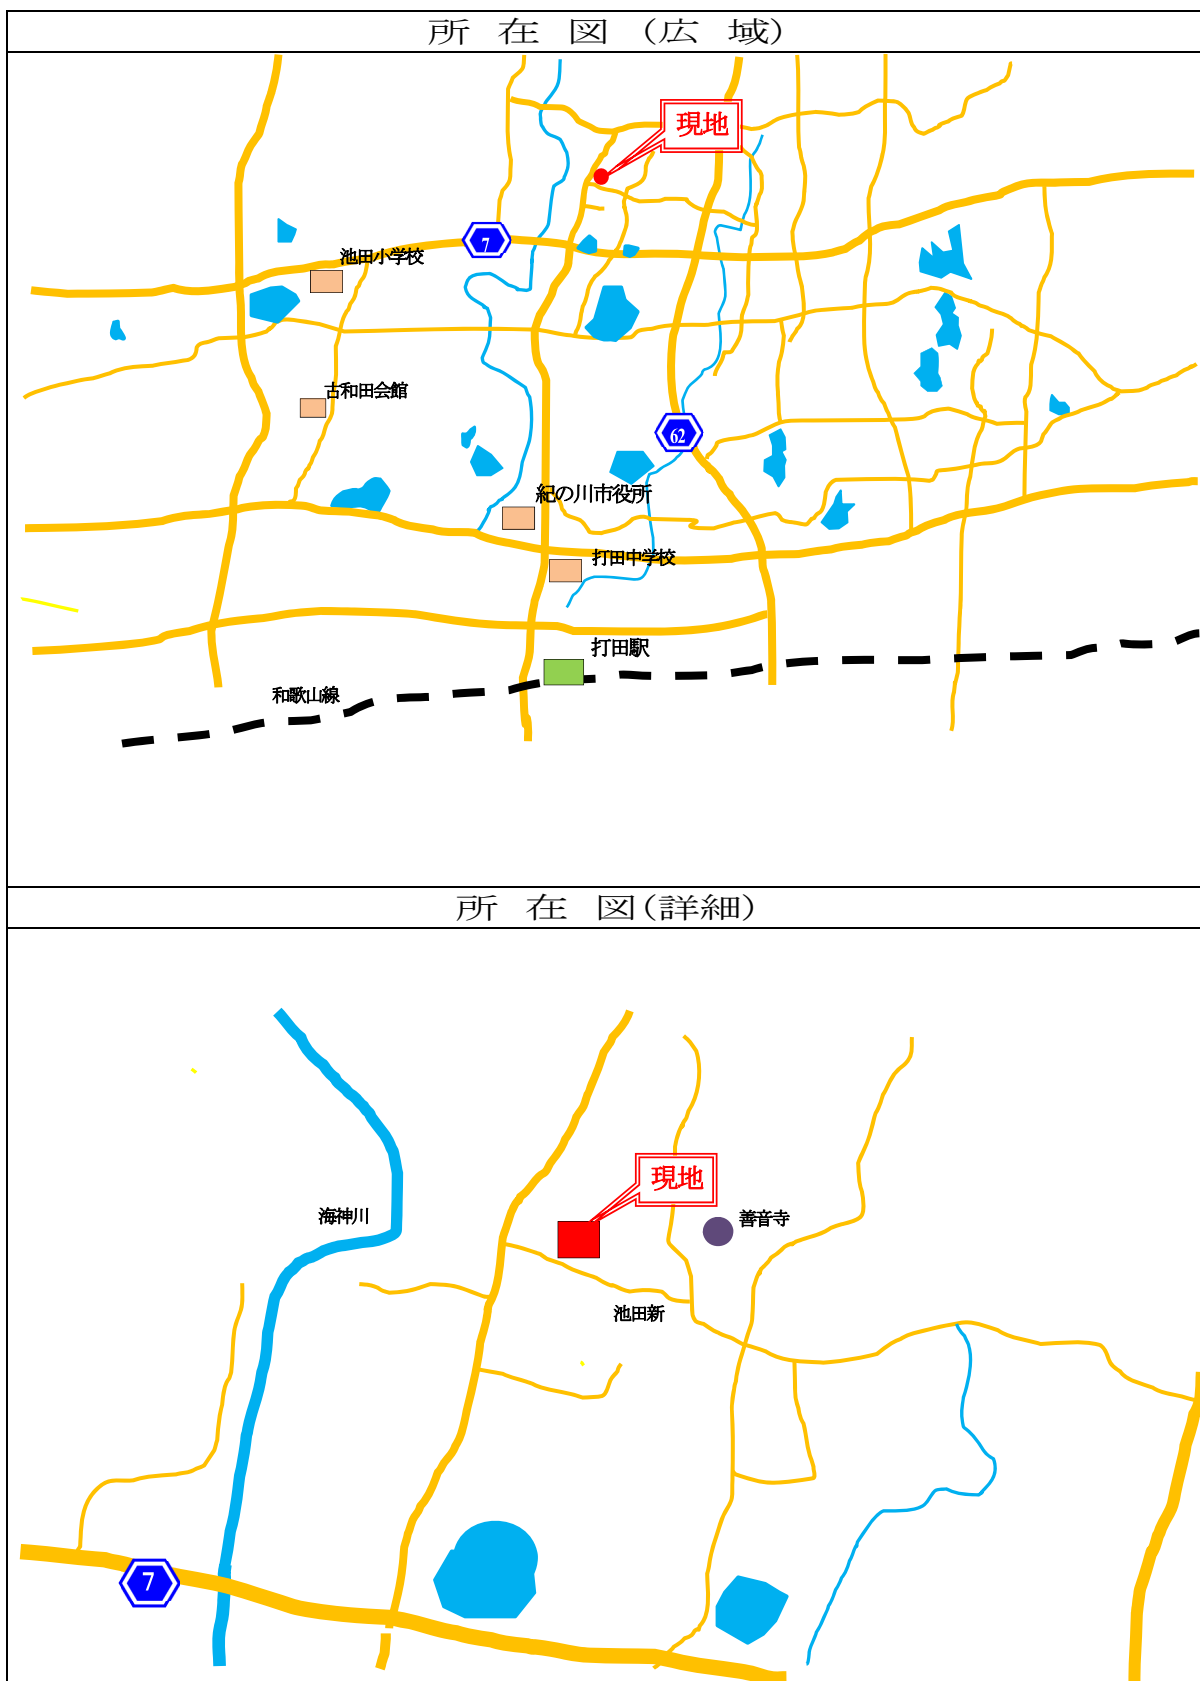 所 在 図 (広 域)
現地
7
池田小学校
古和田会館
62
紀の川市役所
打田中学校
打田駅
和歌山線
所 在 図(詳細)
現地
海神川
善音寺
池田新
7